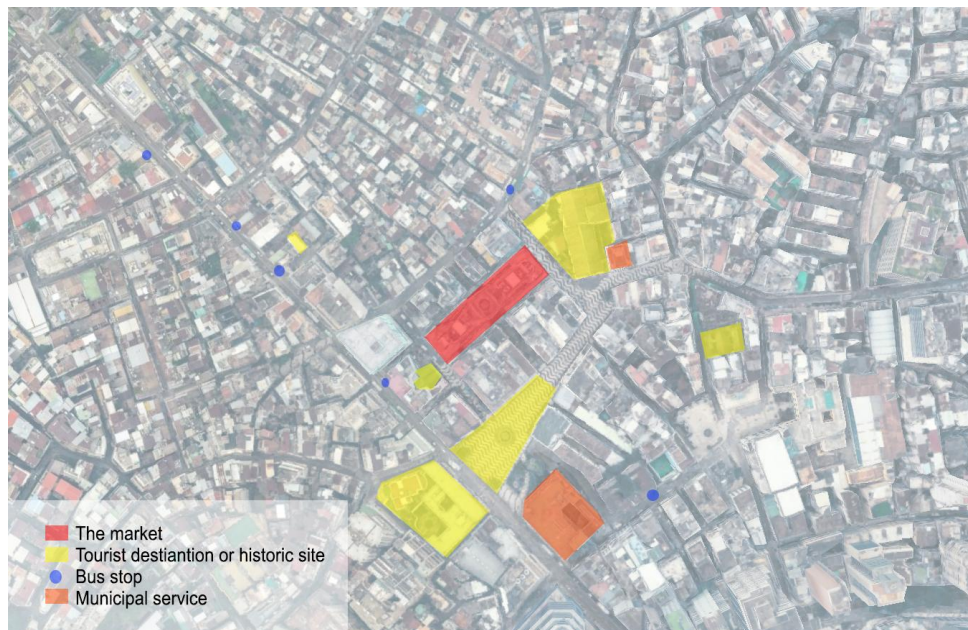 The market
Tourist destiantion or historic site
Bus stop
Municipal service